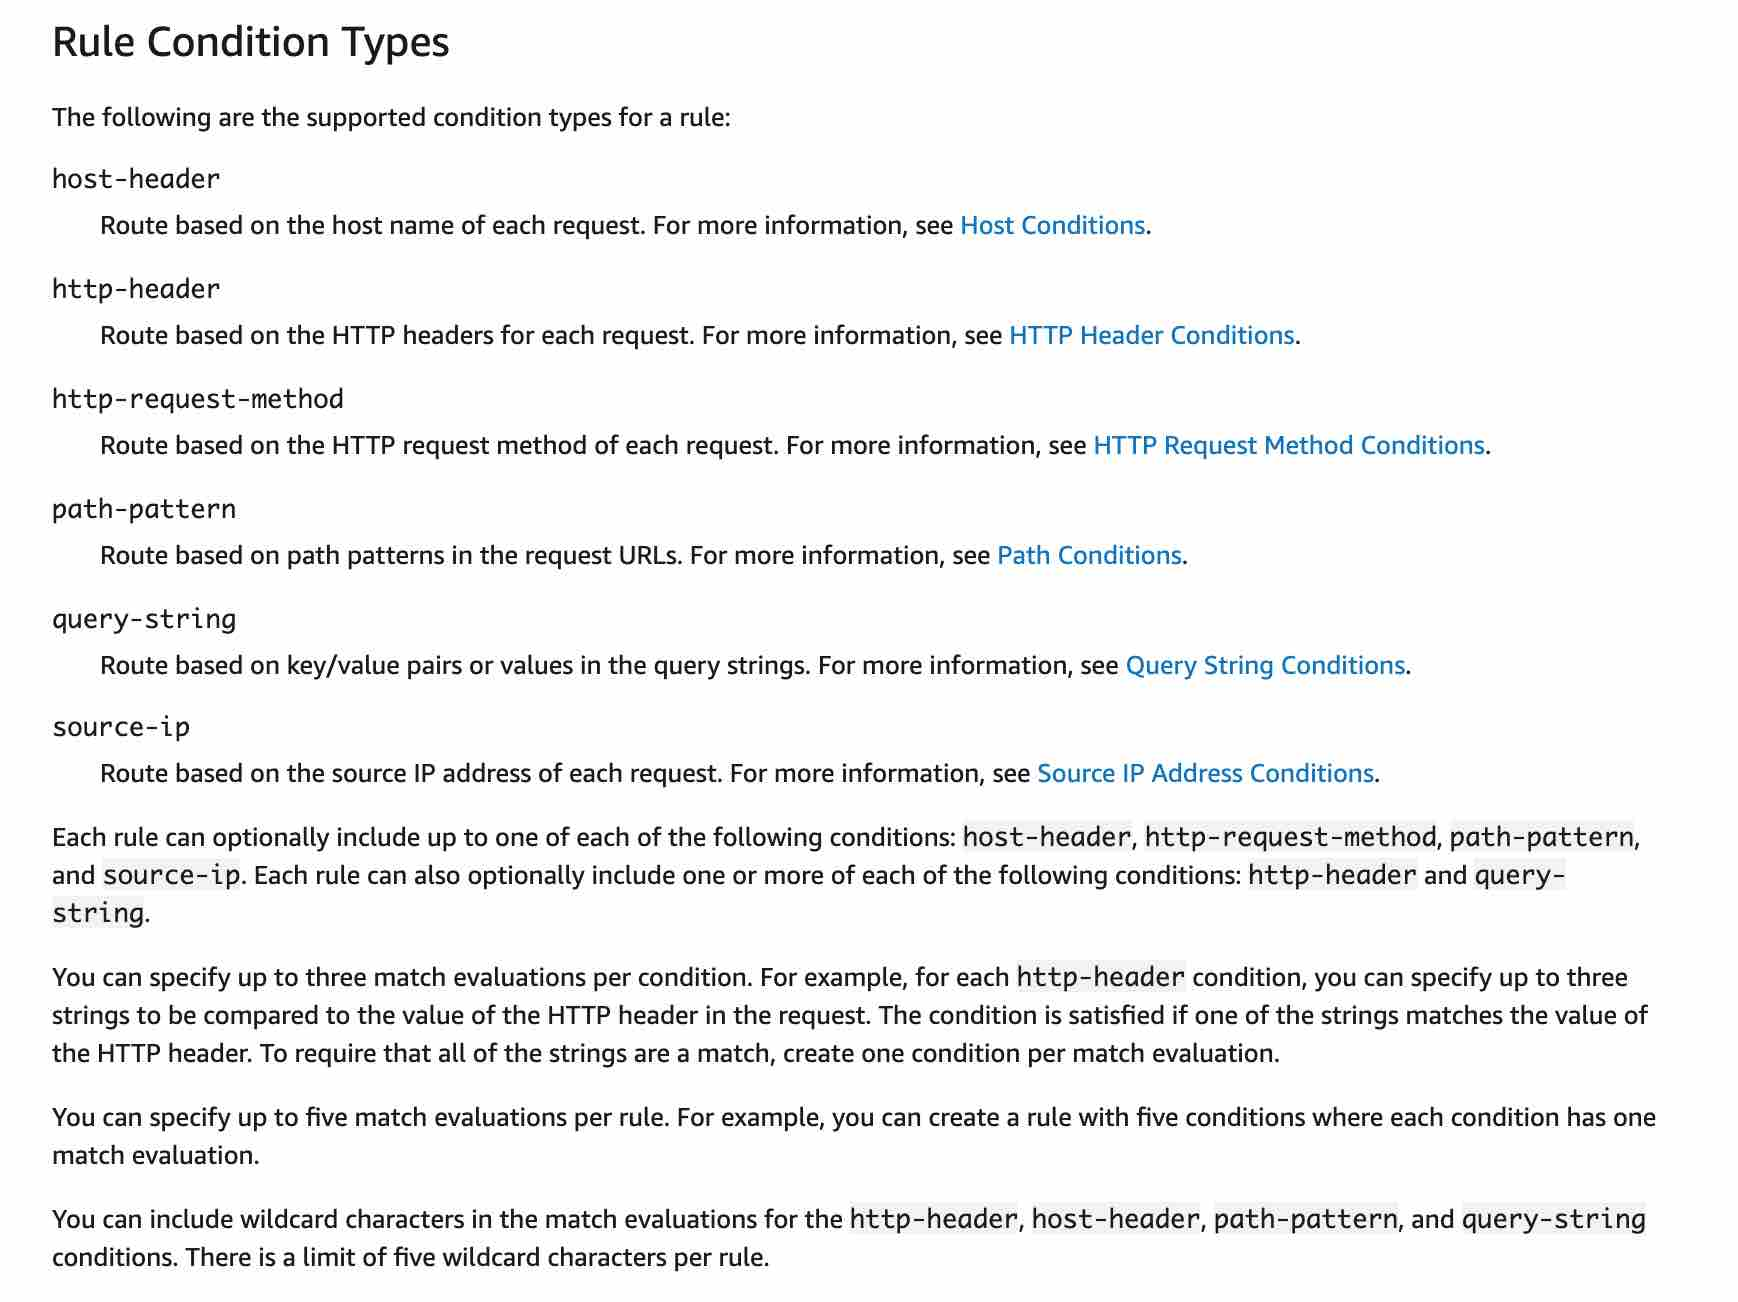 Rule Condition Types
The following are the supported condition types for a rule:
host-header
Route based on the host name of each request. For more information, see Host Conditions.
http-header
Route based on the HTTP headers for each request. For more information, see HTTP Header Conditions.
http-request-method
Route based on the HTTP request method of each request. For more information, see HTTP Request Method Conditions.
path-pattern
Route based on path patterns in the request URLs. For more information, see Path Conditions.
query-string
Route based on key/value pairs or values in the query strings. For more information, see Query String Conditions.
source-ip
Route based on the source IP address of each request. For more information, see Source IP Address Conditions.
Each rule can optionally include up to one of each of the following conditions: host-header, http-request-method, path-pattern,
and source-ip. Each rule can also optionally include one or more of each of the following conditions: http-header and query-
string.
You can specify up to three match evaluations per condition. For example, for each http-header condition, you can specify up to three
strings to be compared to the value of the HTTP header in the request. The condition is satisfied if one of the strings matches the value of
the HTTP header. To require that all of the strings are a match, create one condition per match evaluation.
You can specify up to five match evaluations per rule. For example, you can create a rule with five conditions where each condition has one
match evaluation.
You can include wildcard characters in the match evaluations for the http-header, host-header, path-pattern, and query-string
conditions. There is a limit of five wildcard characters per rule.